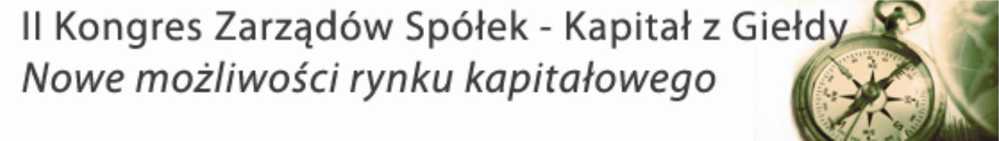 II Kongres Zarządów Spółek - Kapitał z Giełdy
Nowe możliwości rynku kapitałowego